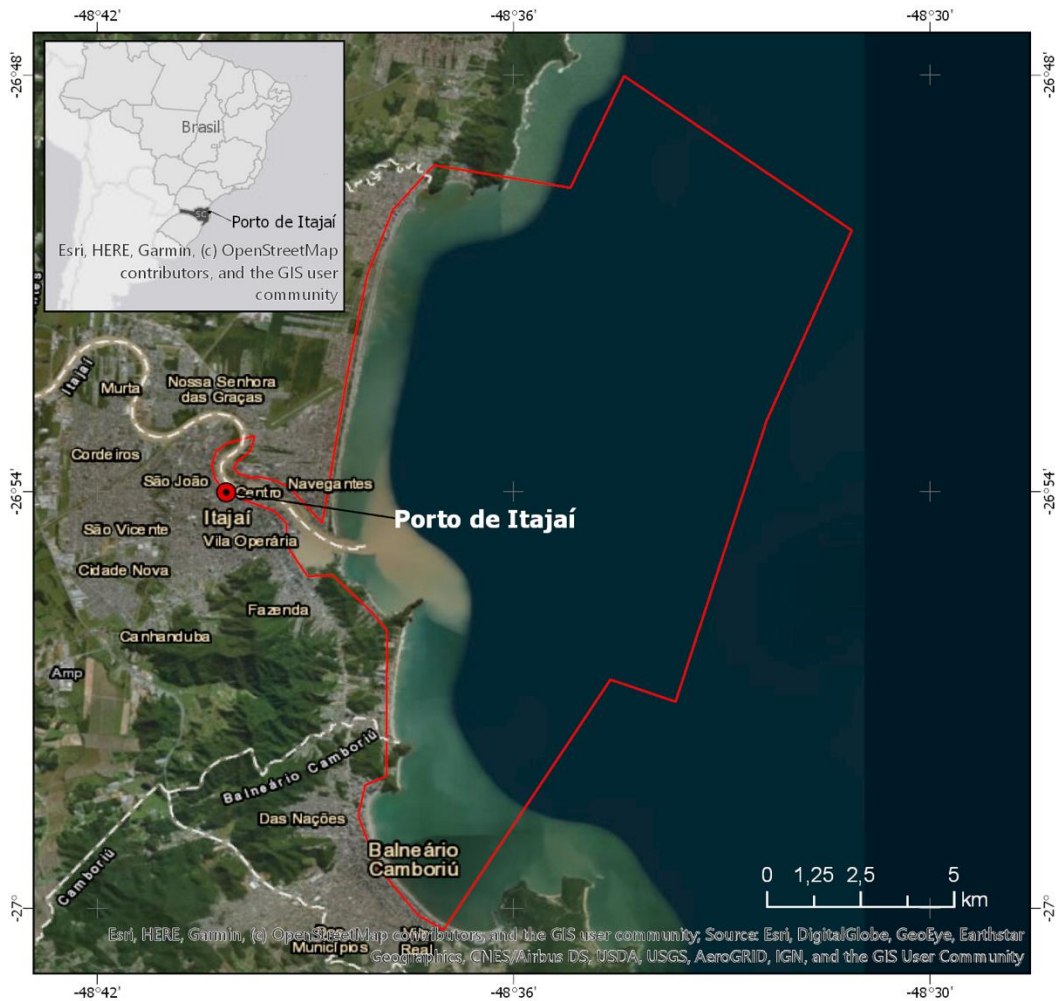 -48°42'
-48°36'
-48°30'
-26°48'
-26°48'
Brasil
SC
Porto de Itajaí
Esri, HERE, Garmin, (c) OpenStreetMap
contributors, and the GIS user
community
Itajaí
Murta
Nossa Senhora
das Graças
Cordeiros
-26°54'
-26°54'
São João
Centro
Navegantes
Porto de Itajaí
Itajaí
São Vicente
Vila Operária
Cidade Nova
Fazenda
Canhanduba
Amp
Balneário Camboriú
Das Nações
Balneário
Camboriú
Camboriú
0 1,25 2,5 5
km
-27°
-27°
Municípios
Real
Esri, HERE, Garmin, (c) OpenStreetMap contributors, and the GIS user community; Source: Esri, DigitalGlobe, GeoEye, Earthstar
Geographics, CNES/Airbus DS, USDA, USGS, AeroGRID, IGN, and the GIS User Community
-48°42'
-48°36'
-48°30'